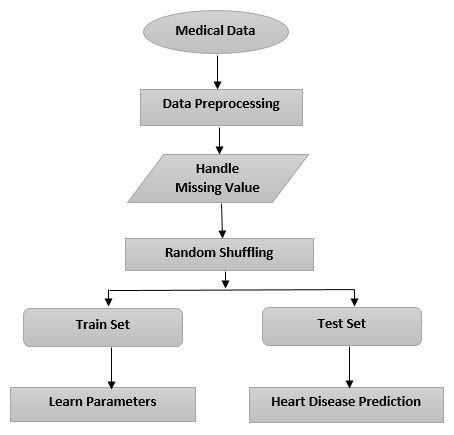 Medical Data
Data Preprocessing
Handle
Missing Value
Random Shuffling
Train Set
Test Set
Learn Parameters
Heart Disease Prediction